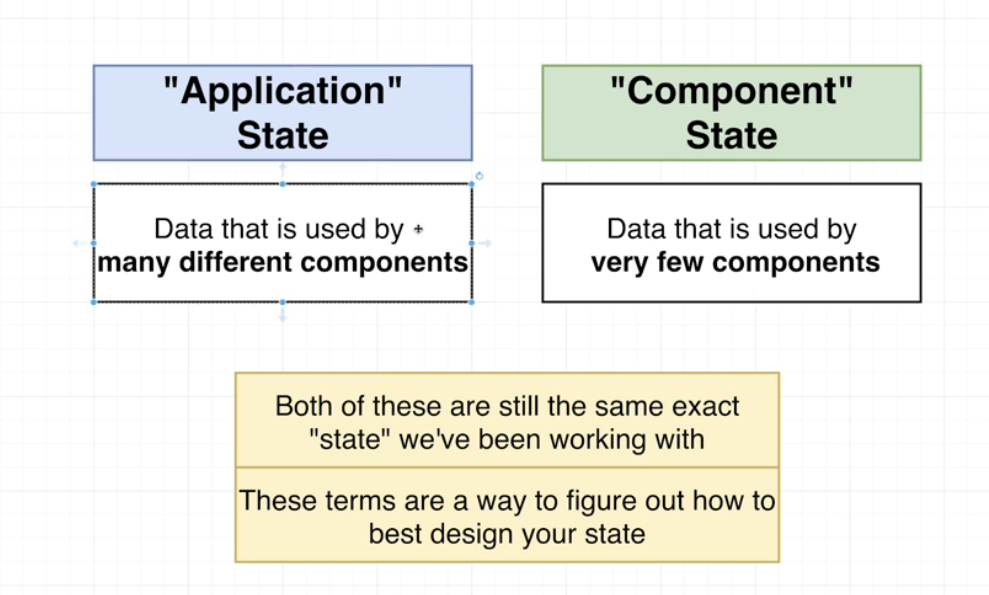 "Application"
State
"Component"
State
Data that is used by
many different components
Data that is used by
very few components
Both of these are still the same exact
"state" we've been working with
These terms are a way to figure out how to
best design your state